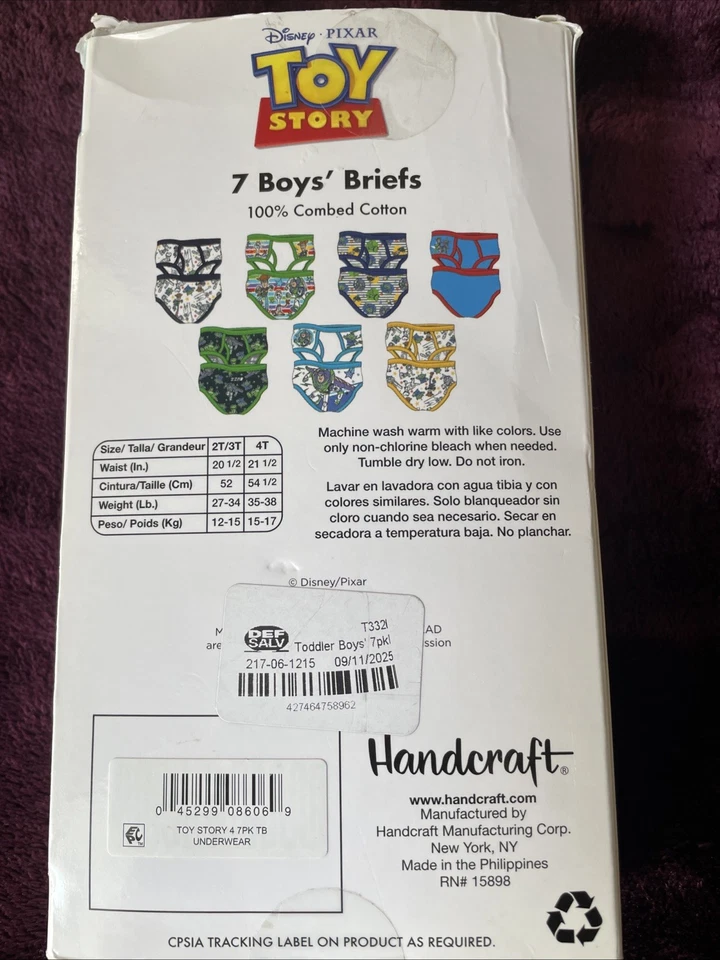 Disney · PIXAR
TOY
STORY
7 Boys' Briefs
100% Combed Cotton
Size/ Talla/ Grandeur 2T/3T 4T
Waist (In.) 20 1/2 21 1/2
Cintura/Taille (Cm) 52 54 1/2
Weight (Lb.) 27-34 35-38
Peso/ Poids (Kg) 12-15 15-17
Machine wash warm with like colors. Use
only non-chlorine bleach when needed.
Tumble dry low. Do not iron.
Lavar en lavadora con agua tibia y con
colores similares. Solo blanqueador sin
cloro cuando sea necesario. Secar en
secadora a temperatura baja. No planchar.
© Disney/Pixar
DEF
SALV
T332I
Toddler Boys' 7pk
217-06-1215 09/11/2025
427464758962
0 45299 08606 9
TOY STORY 4 7PK TB
UNDERWEAR
Handcraft®
www.handcraft.com
Manufactured by
Handcraft Manufacturing Corp.
New York, NY
Made in the Philippines
RN# 15898
CPSIA TRACKING LABEL ON PRODUCT AS REQUIRED.